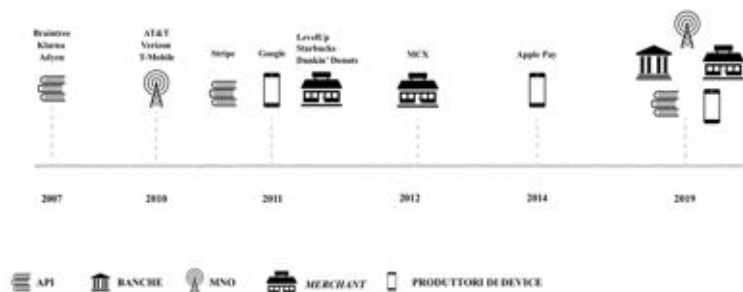 Braintree
Klarna
Adyen
AT&T
Verizon
T-Mobile
Stripe
Google
LevelUp
Starbucks
Dunkin' Donuts
MCX
Apple Pay
2007
2010
2011
2012
2014
2019
API
BANCHE
MNO
MERCHANT
PRODUTTORI DI DEVICE